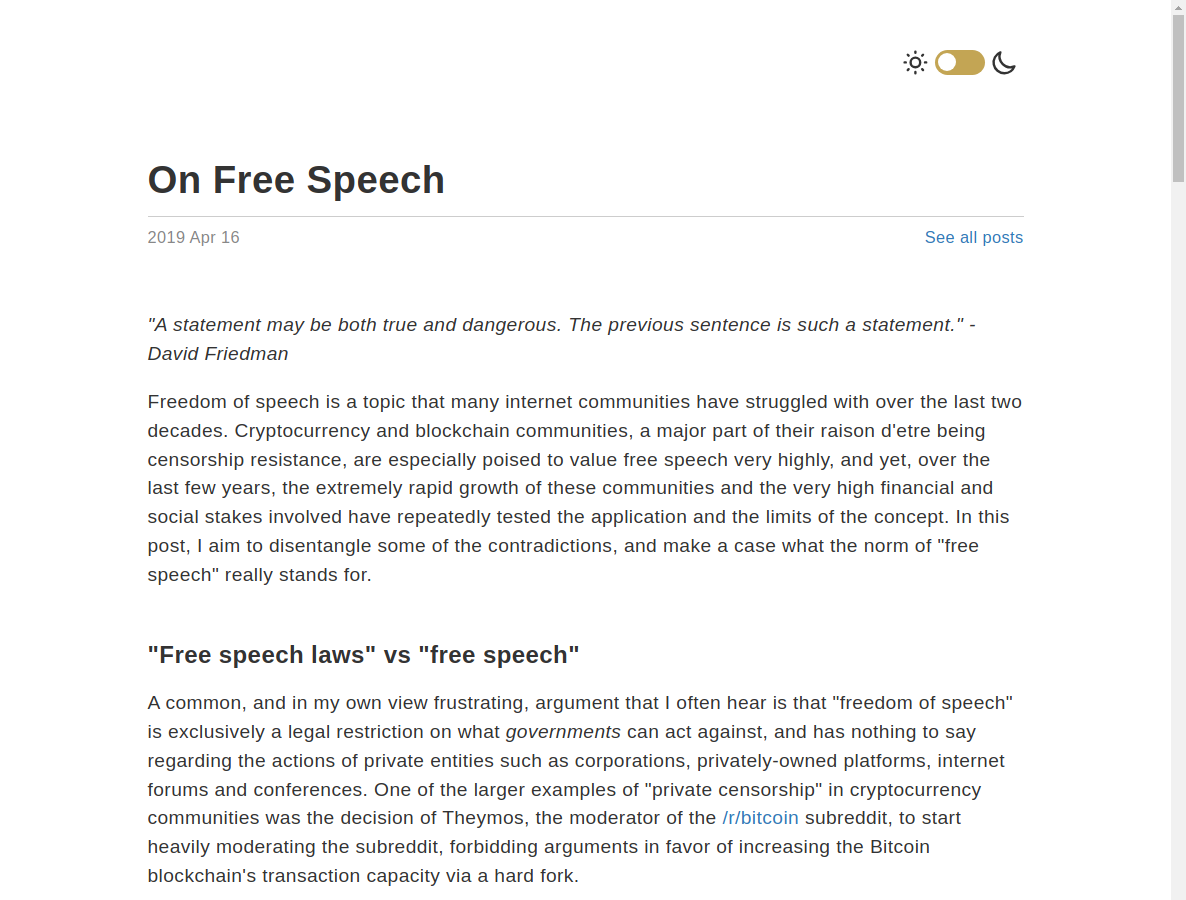 On Free Speech
2019 Apr 16
See all posts
"A statement may be both true and dangerous. The previous sentence is such a statement." -
David Friedman
Freedom of speech is a topic that many internet communities have struggled with over the last two
decades. Cryptocurrency and blockchain communities, a major part of their raison d'etre being
censorship resistance, are especially poised to value free speech very highly, and yet, over the
last few years, the extremely rapid growth of these communities and the very high financial and
social stakes involved have repeatedly tested the application and the limits of the concept. In this
post, I aim to disentangle some of the contradictions, and make a case what the norm of "free
speech" really stands for.
"Free speech laws" vs "free speech"
A common, and in my own view frustrating, argument that I often hear is that "freedom of speech"
is exclusively a legal restriction on what governments can act against, and has nothing to say
regarding the actions of private entities such as corporations, privately-owned platforms, internet
forums and conferences. One of the larger examples of "private censorship" in cryptocurrency
communities was the decision of Theymos, the moderator of the /r/bitcoin subreddit, to start
heavily moderating the subreddit, forbidding arguments in favor of increasing the Bitcoin
blockchain's transaction capacity via a hard fork.